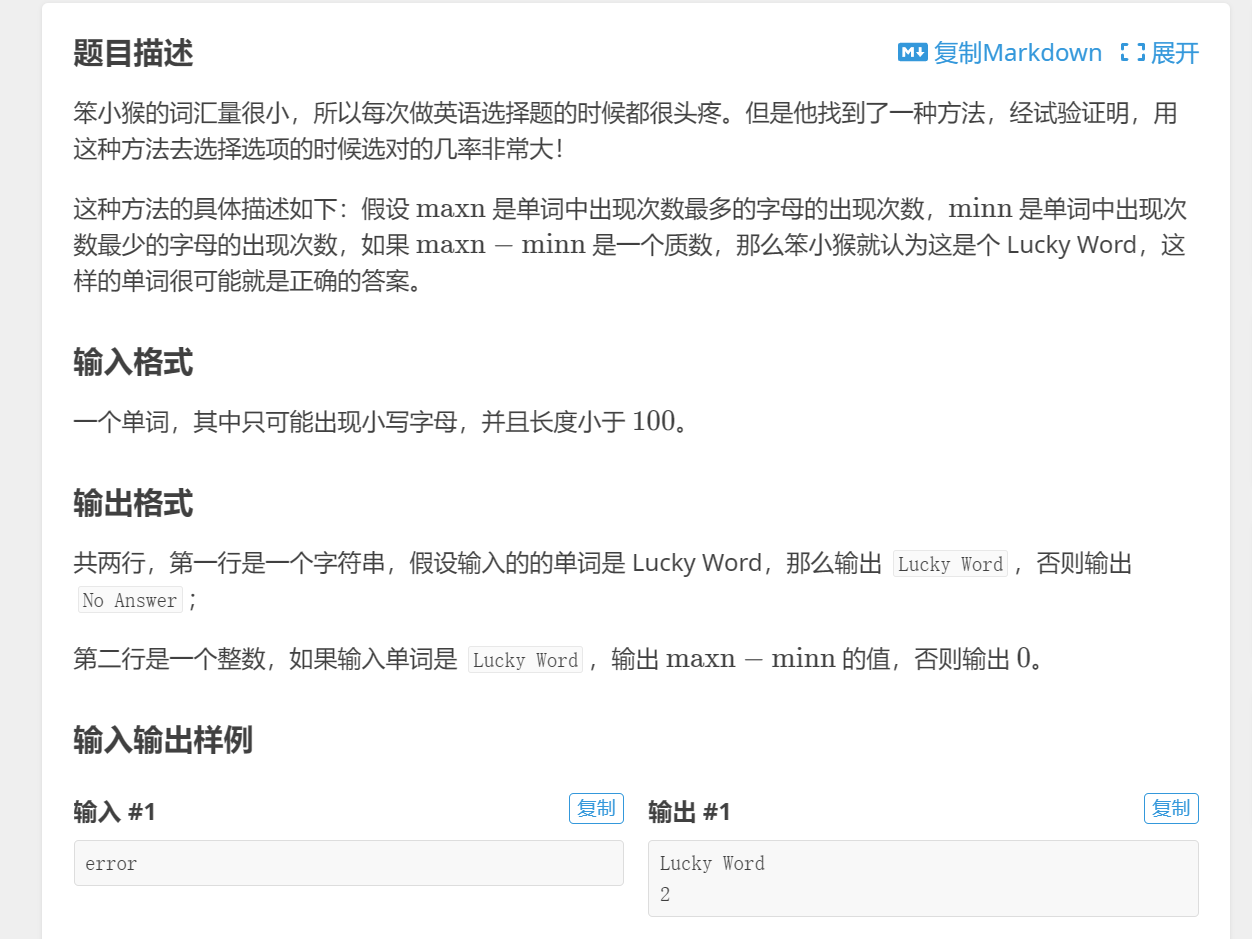 题目描述
复制Markdown 展开
笨小猴的词汇量很小，所以每次做英语选择题的时候都很头疼。但是他找到了一种方法，经试验证明，用
这种方法去选择选项的时候选对的几率非常大！
这种方法的具体描述如下：假设 maxn 是单词中出现次数最多的字母的出现次数，minn 是单词中出现次
数最少的字母的出现次数，如果 maxn − minn 是一个质数，那么笨小猴就认为这是个 Lucky Word，这
样的单词很可能就是正确的答案。
输入格式
一个单词，其中只可能出现小写字母，并且长度小于 100。
输出格式
共两行，第一行是一个字符串，假设输入的的单词是 Lucky Word，那么输出 Lucky Word，否则输出
No Answer；
第二行是一个整数，如果输入单词是 Lucky Word，输出 maxn − minn 的值，否则输出 0。
输入输出样例
输入 #1
复制
输出 #1
复制
error
Lucky Word
2